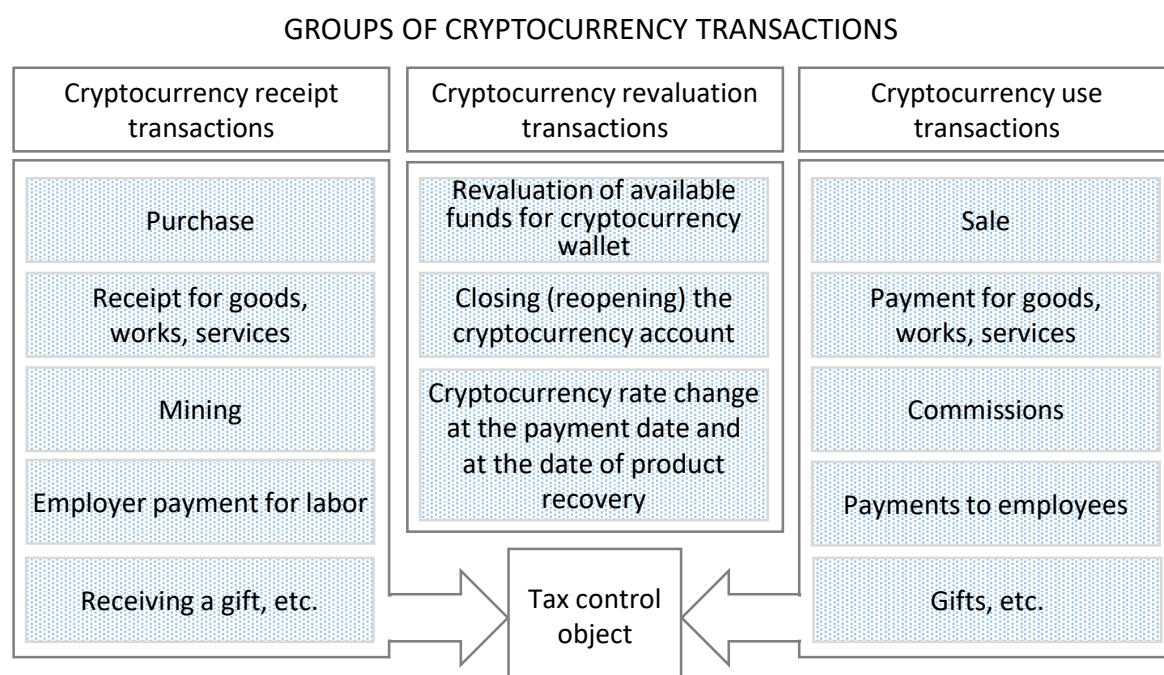 GROUPS OF CRYPTOCURRENCY TRANSACTIONS
Cryptocurrency receipt
transactions
Purchase
Receipt for goods,
works, services
Mining
Employer payment for labor
Receiving a gift, etc.
Cryptocurrency revaluation
transactions
Revaluation of available
funds for cryptocurrency
wallet
Closing (reopening) the
cryptocurrency account
Cryptocurrency rate change
at the payment date and
at the date of product
recovery
Cryptocurrency use
transactions
Sale
Payment for goods,
works, services
Commissions
Payments to employees
Gifts, etc.
Tax control
object